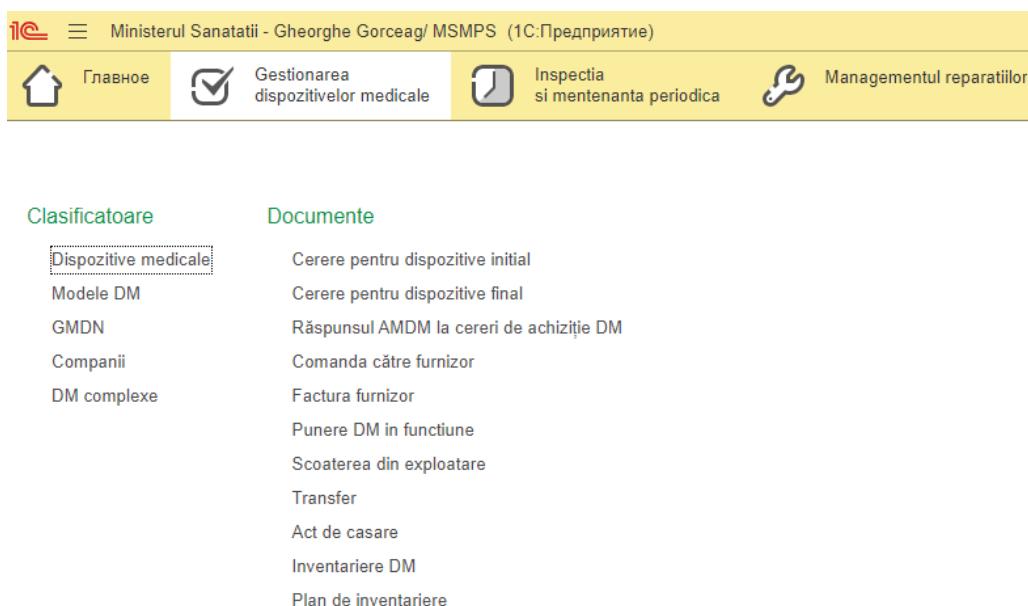 1С Ministerul Sanatatii - Gheorghe Gorceag/ MSMPS (1С:Предприятие)
Главное
Gestionarea
dispozitivelor medicale
Inspectia
si mentenanta periodica
Managementul reparatiilor
Clasificatoare
Dispozitive medicale
Modele DM
GMDN
Companii
DM complexe
Documente
Cerere pentru dispozitive initial
Cerere pentru dispozitive final
Răspunsul AMDM la cereri de achiziție DM
Comanda către furnizor
Factura furnizor
Punere DM in functiune
Scoaterea din exploatare
Transfer
Act de casare
Inventariere DM
Plan de inventariere